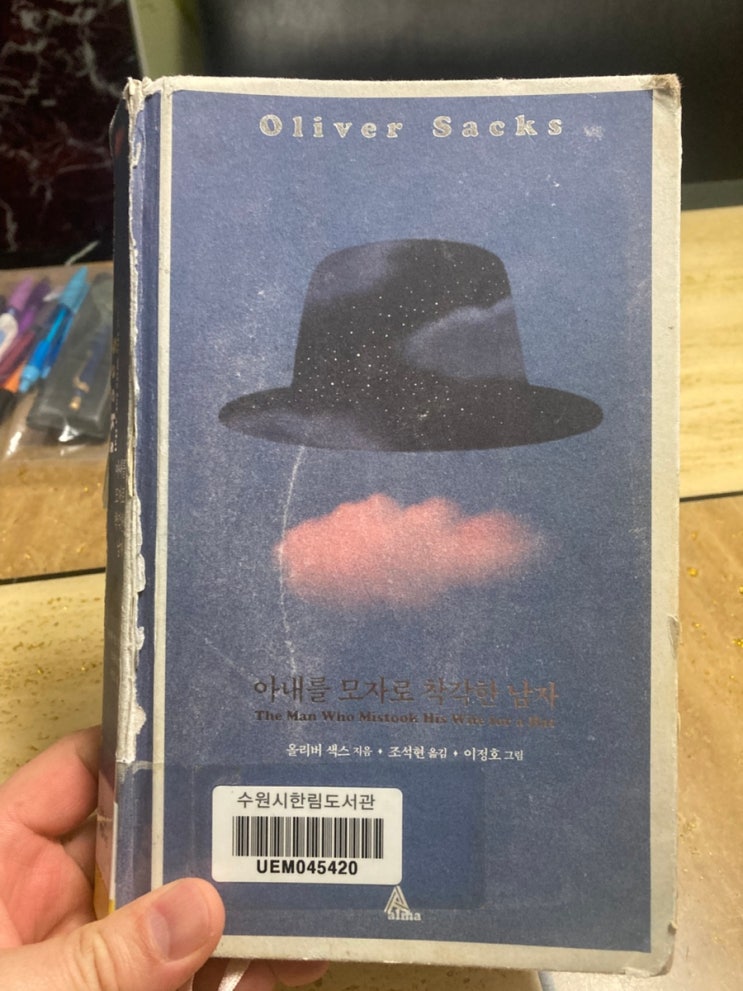 Oliver Sacks
아내를 모자로 착각한 남자
The Man Who Mistook His Wife for a Hat
올리버 색스 지음 ♦ 조석현 옮김 ♦ 이정호 그림
수원시한림도서관
UEM045420
alma